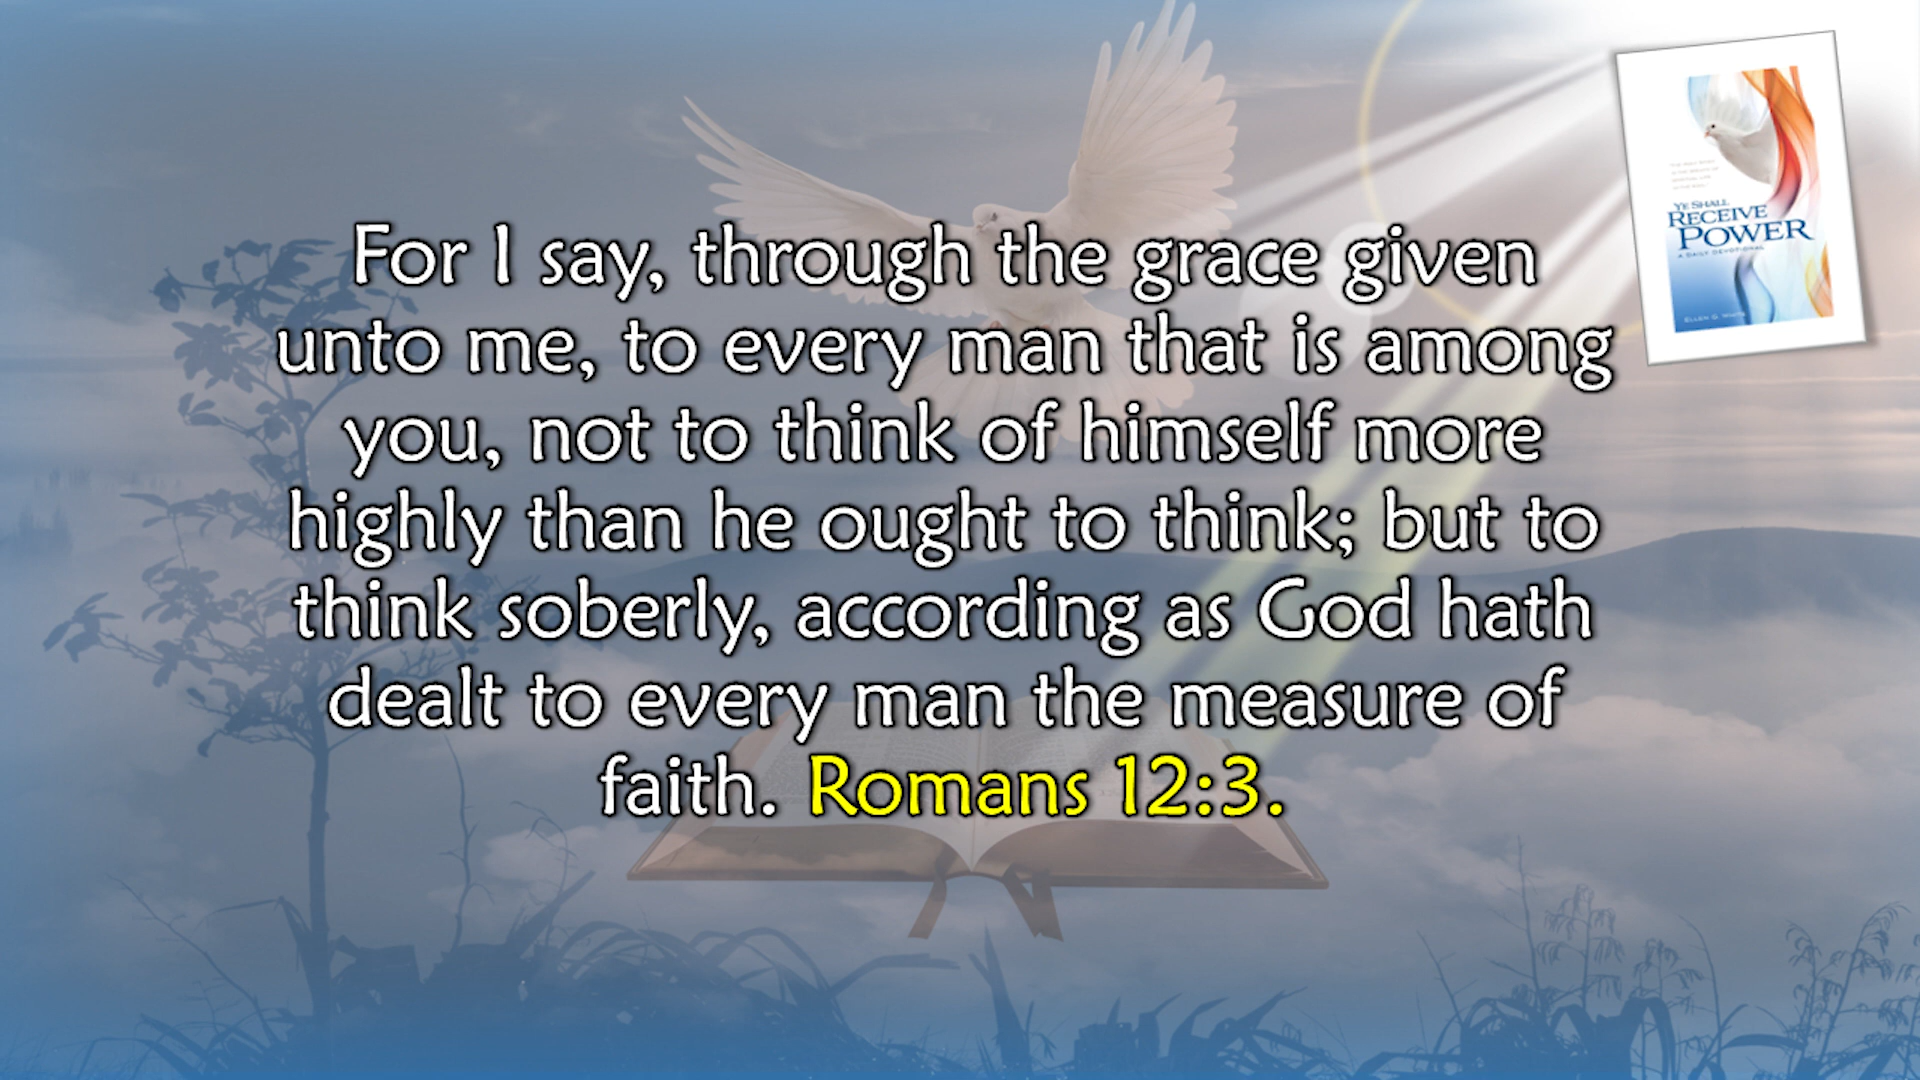 For I say, through the grace given
unto me, to every man that is among
you, not to think of himself more
highly than he ought to think; but to
think soberly, according as God hath
dealt to every man the measure of
faith. Romans 12:3.
YE SHALL
RECEIVE
POWER
A DAILY DEVOTIONAL
ELLEN G. WHITE